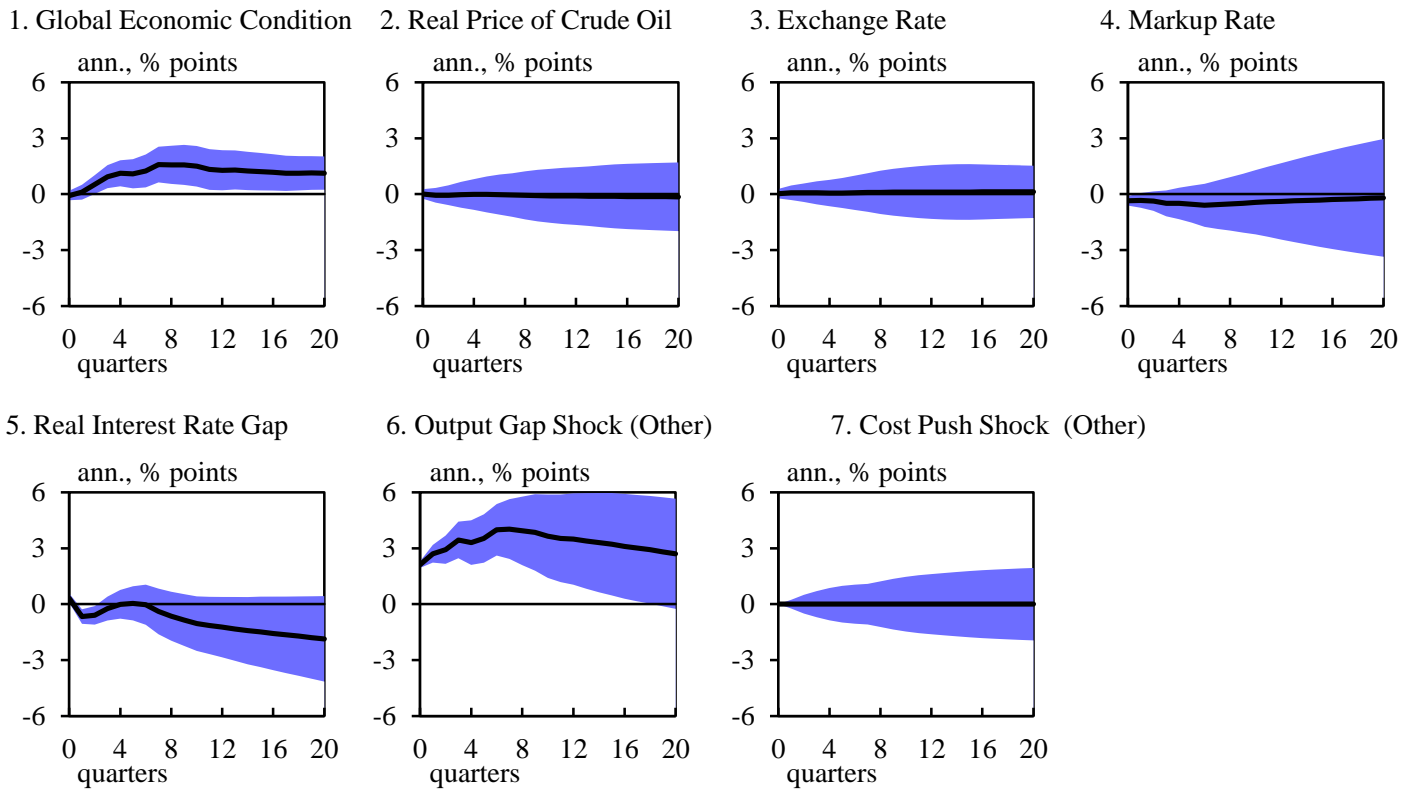 1. Global Economic Condition
2. Real Price of Crude Oil
3. Exchange Rate
4. Markup Rate
ann., % points
ann., % points
ann., % points
ann., % points
6
3
0
-3
-6
6
3
0
-3
-6
6
3
0
-3
-6
6
3
0
-3
-6
0 4 8 12 16 20
0 4 8 12 16 20
0 4 8 12 16 20
0 4 8 12 16 20
quarters
quarters
quarters
quarters
5. Real Interest Rate Gap
6. Output Gap Shock (Other)
7. Cost Push Shock (Other)
ann., % points
ann., % points
ann., % points
6
3
0
-3
-6
6
3
0
-3
-6
6
3
0
-3
-6
0 4 8 12 16 20
0 4 8 12 16 20
0 4 8 12 16 20
quarters
quarters
quarters